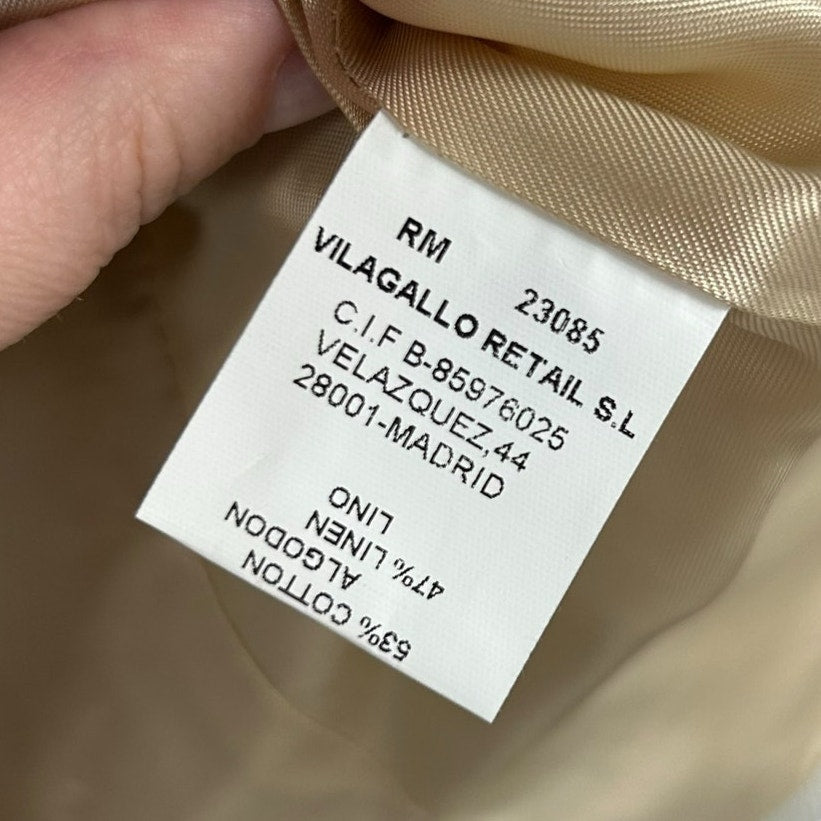 RM 23085
VILAGALLO RETAIL S.L
C.I.F B-85976025
VELAZQUEZ,44
28001-MADRID
53% COTTON
ALGODON
47% LINEN
LINO